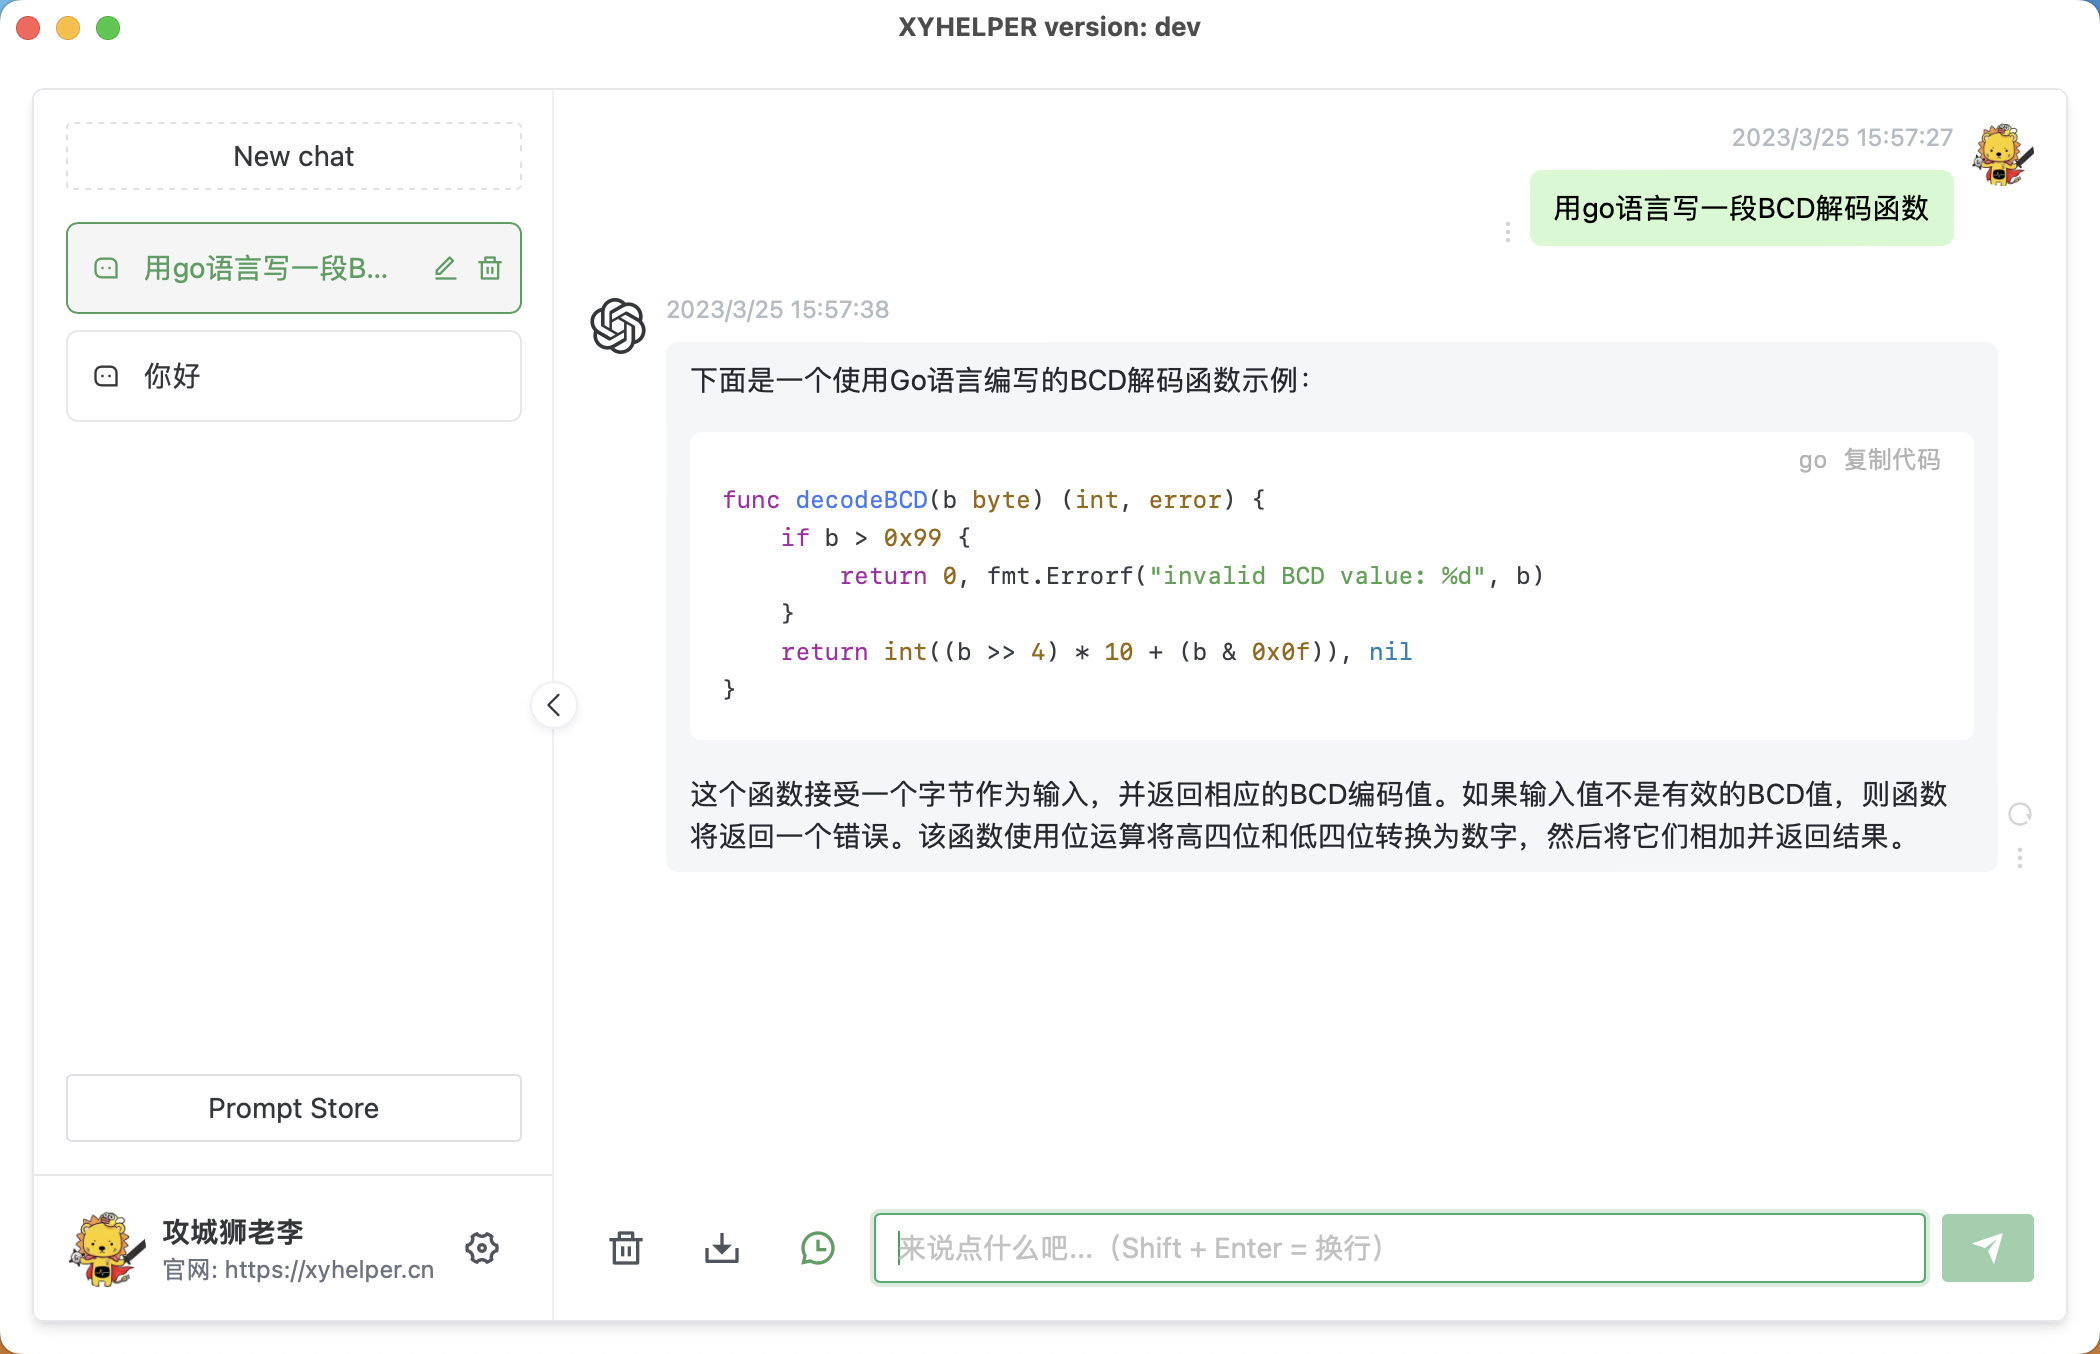 XYHELPER version: dev
New chat
用go语言写一段B...
你好
Prompt Store
攻城狮老李
官网: https://xyhelper.cn
2023/3/25 15:57:27
用go语言写一段BCD解码函数
2023/3/25 15:57:38
下面是一个使用Go语言编写的BCD解码函数示例：
go 复制代码
func decodeBCD(b byte) (int, error) {
    if b > 0x99 {
        return 0, fmt.Errorf("invalid BCD value: %d", b)
    }
    return int((b >> 4) * 10 + (b & 0x0f)), nil
}
这个函数接受一个字节作为输入，并返回相应的BCD编码值。如果输入值不是有效的BCD值，则函数
将返回一个错误。该函数使用位运算将高四位和低四位转换为数字，然后将它们相加并返回结果。
来说点什么吧...（Shift + Enter = 换行）